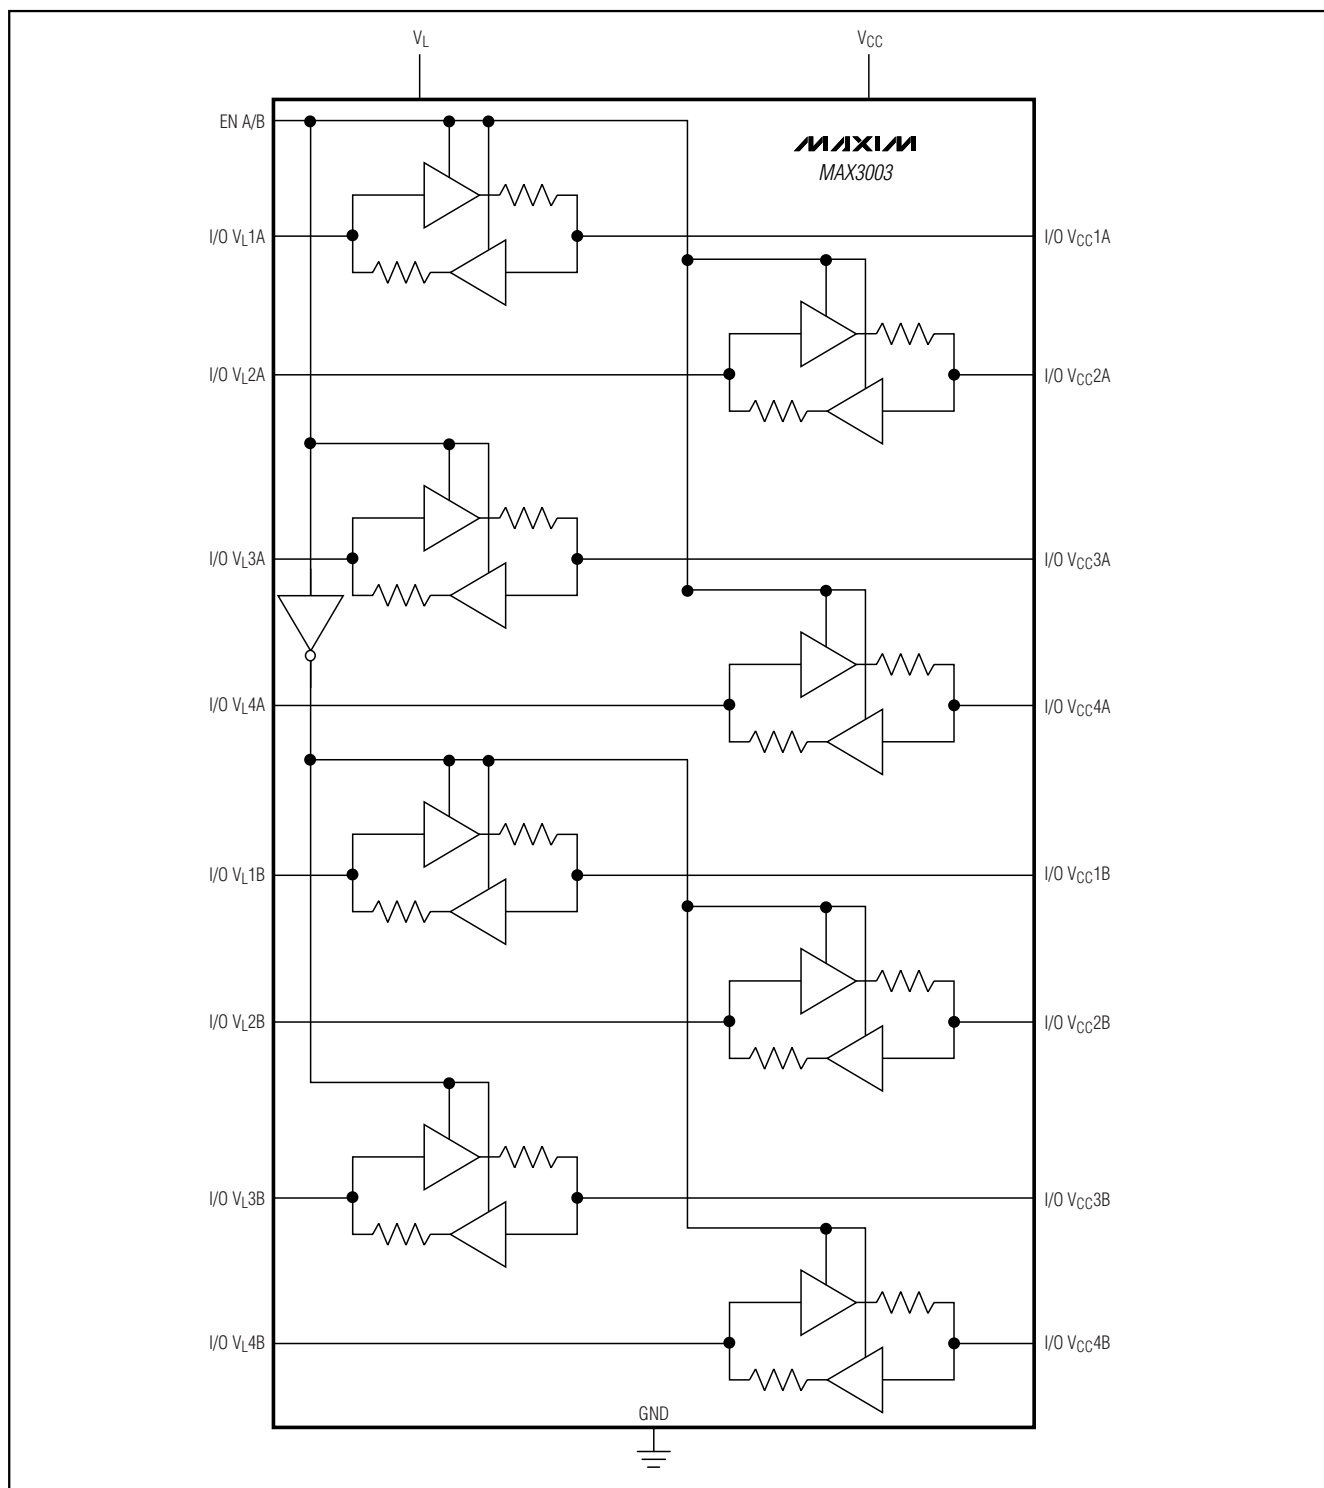 VL
VCC
EN A/B
MAXIM
MAX3003
I/O VL1A
I/O VCC1A
I/O VL2A
I/O VCC2A
I/O VL3A
I/O VCC3A
I/O VL4A
I/O VCC4A
I/O VL1B
I/O VCC1B
I/O VL2B
I/O VCC2B
I/O VL3B
I/O VCC3B
I/O VL4B
I/O VCC4B
GND